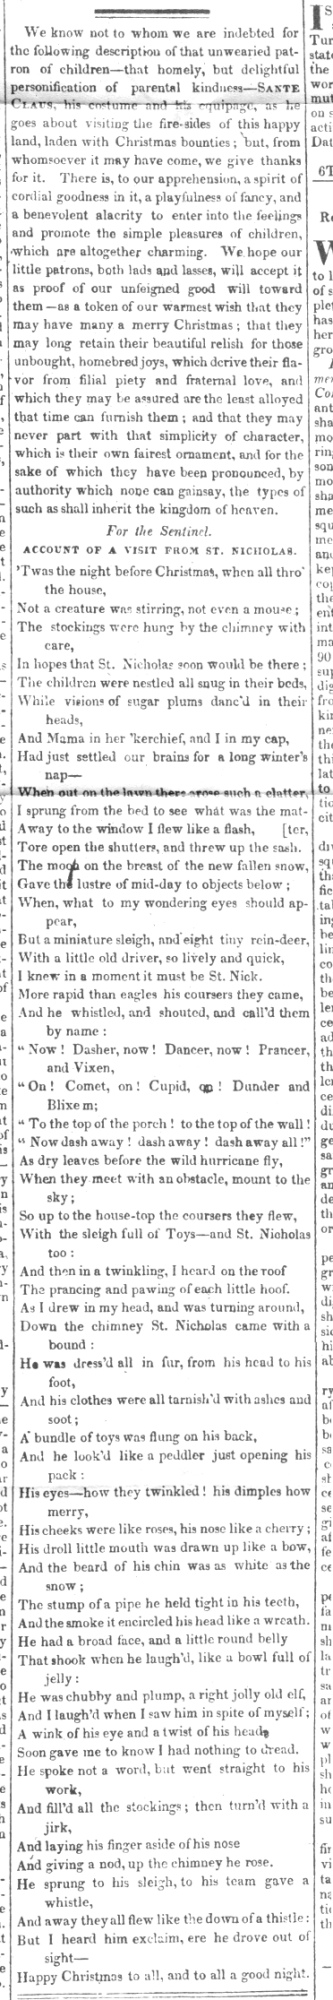 We know not to whom we are indebted for
the following description of that unwearied pat-
ron of children—that homely, but delightful
personification of parental kindness—SANTE
CLAUS, his costume and his equipage, as he
goes about visiting the fire-sides of this happy
land, laden with Christmas bounties; but, from
whomsoever it may have come, we give thanks
for it. There is, to our apprehension, a spirit of
cordial goodness in it, a playfulness of fancy, and
a benevolent alacrity to enter into the feelings
and promote the simple pleasures of children,
which are altogether charming. We hope our
little patrons, both lads and lasses, will accept it
as proof of our unfeigned good will toward
them—as a token of our warmest wish that they
may have many a merry Christmas; that they
may long retain their beautiful relish for those
unbought, homebred joys, which derive their fla-
vor from filial piety and fraternal love, and
which they may be assured are the least alloyed
that time can furnish them; and that they may
never part with that simplicity of character,
which is their own fairest ornament, and for the
sake of which they have been pronounced, by
authority which none can gainsay, the types of
such as shall inherit the kingdom of heaven.
For the Sentinel.
ACCOUNT OF A VISIT FROM ST. NICHOLAS.
'Twas the night before Christmas, when all thro'
the house,
Not a creature was stirring, not even a mouse;
The stockings were hung by the chimney with
care,
In hopes that St. Nicholas soon would be there;
The children were nestled all snug in their beds,
While visions of sugar plums danc'd in their
heads,
And Mama in her 'kerchief, and I in my cap,
Had just settled our brains for a long winter's
nap—
When out on the lawn there arose such a clatter,
I sprang from the bed to see what was the mat-
Away to the window I flew like a flash, [ter,
Tore open the shutters, and threw up the sash.
The moon on the breast of the new fallen snow,
Gave the lustre of mid-day to objects below;
When, what to my wondering eyes should ap-
pear,
But a miniature sleigh, and eight tiny rein-deer,
With a little old driver, so lively and quick,
I knew in a moment it must be St. Nick.
More rapid than eagles his coursers they came,
And he whistled, and shouted, and call'd them
by name:
"Now! Dasher, now! Dancer, now! Prancer,
and Vixen,
"On! Comet, on! Cupid, on! Dunder and
Blixem;
"To the top of the porch! to the top of the wall!
"Now dash away! dash away! dash away all!"
As dry leaves before the wild hurricane fly,
When they meet with an obstacle, mount to the
sky;
So up to the house-top the coursers they flew,
With the sleigh full of Toys—and St. Nicholas
too:
And then in a twinkling, I heard on the roof
The prancing and pawing of each little hoof.
As I drew in my head, and was turning around,
Down the chimney St. Nicholas came with a
bound:
He was dress'd all in fur, from his head to his
foot,
And his clothes were all tarnish'd with ashes and
soot;
A bundle of toys was flung on his back,
And he look'd like a peddler just opening his
pack:
His eyes—how they twinkled! his dimples how
merry,
His cheeks were like roses, his nose like a cherry;
His droll little mouth was drawn up like a bow,
And the beard of his chin was as white as the
snow;
The stump of a pipe he held tight in his teeth,
And the smoke it encircled his head like a wreath.
He had a broad face, and a little round belly
That shook when he laugh'd, like a bowl full of
jelly:
He was chubby and plump, a right jolly old elf,
And I laugh'd when I saw him in spite of myself;
A wink of his eye and a twist of his head
Soon gave me to know I had nothing to dread.
He spoke not a word, but went straight to his
work,
And fill'd all the stockings; then turn'd with a
jirk,
And laying his finger aside of his nose
And giving a nod, up the chimney he rose.
He sprung to his sleigh, to his team gave a
whistle,
And away they all flew like the down of a thistle:
But I heard him exclaim, ere he drove out of
sight—
Happy Christmas to all, and to all a good night.